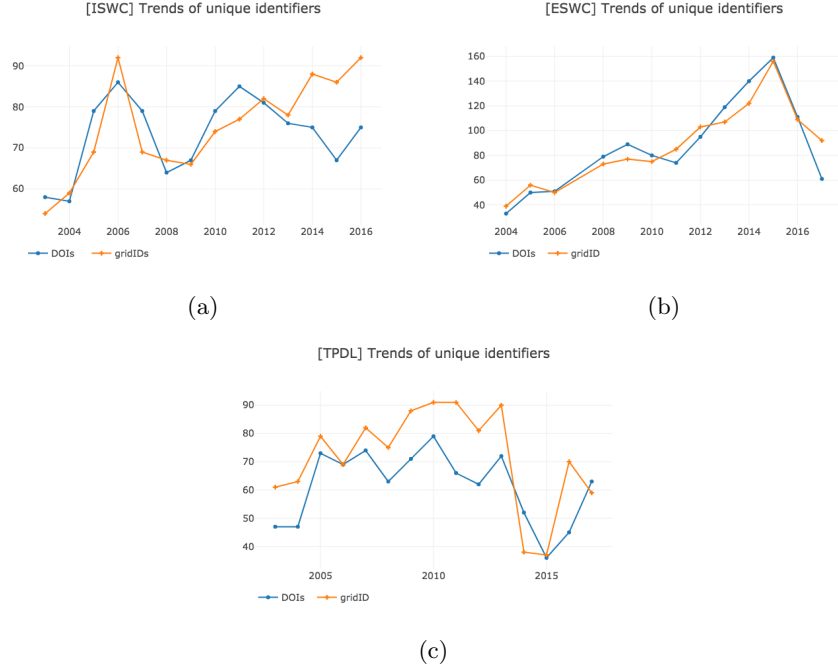 [ISWC] Trends of unique identifiers
90
80
70
60
2004 2006 2008 2010 2012 2014 2016
DOIs gridIDs
(a)
[ESWC] Trends of unique identifiers
160
140
120
100
80
60
40
2004 2006 2008 2010 2012 2014 2016
DOIs gridID
(b)
[TPDL] Trends of unique identifiers
90
80
70
60
50
40
2005 2010 2015
DOIs gridID
(c)